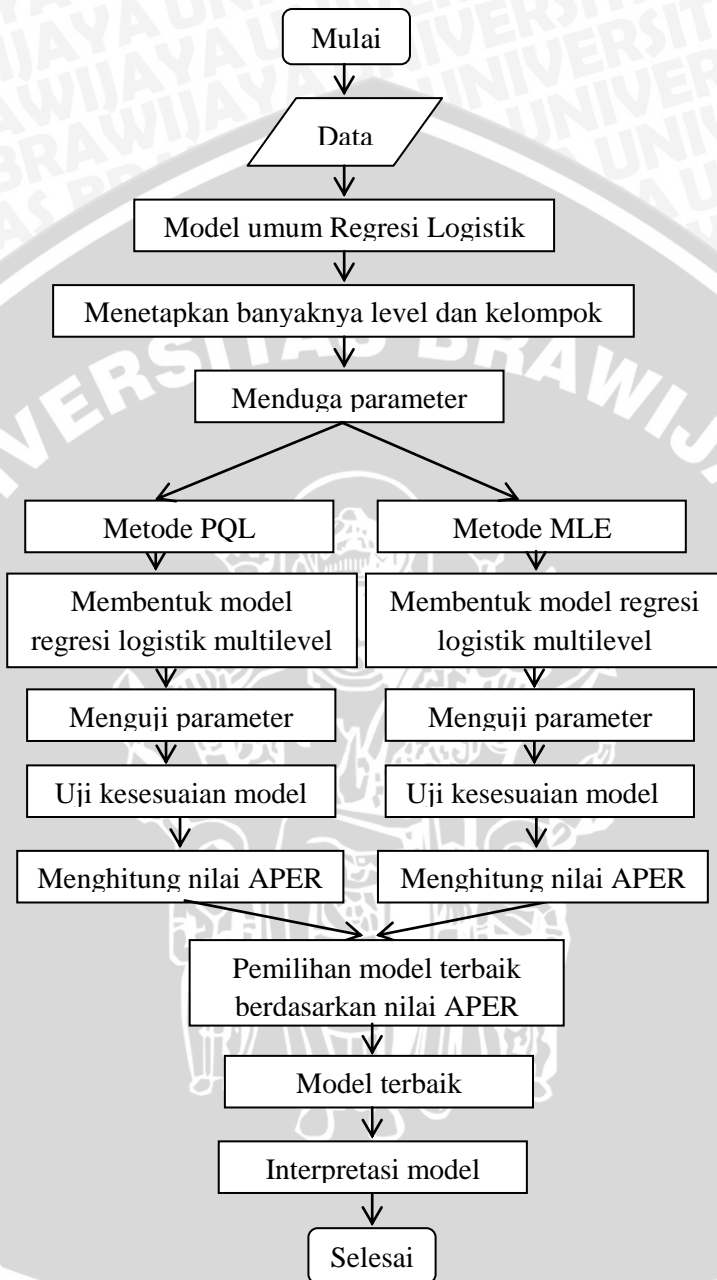 Mulai
Data
Model umum Regresi Logistik
Menetapkan banyaknya level dan kelompok
Menduga parameter
Metode PQL
Metode MLE
Membentuk model
regresi logistik multilevel
Membentuk model regresi
logistik multilevel
Menguji parameter
Menguji parameter
Uji kesesuaian model
Uji kesesuaian model
Menghitung nilai APER
Menghitung nilai APER
Pemilihan model terbaik
berdasarkan nilai APER
Model terbaik
Interpretasi model
Selesai